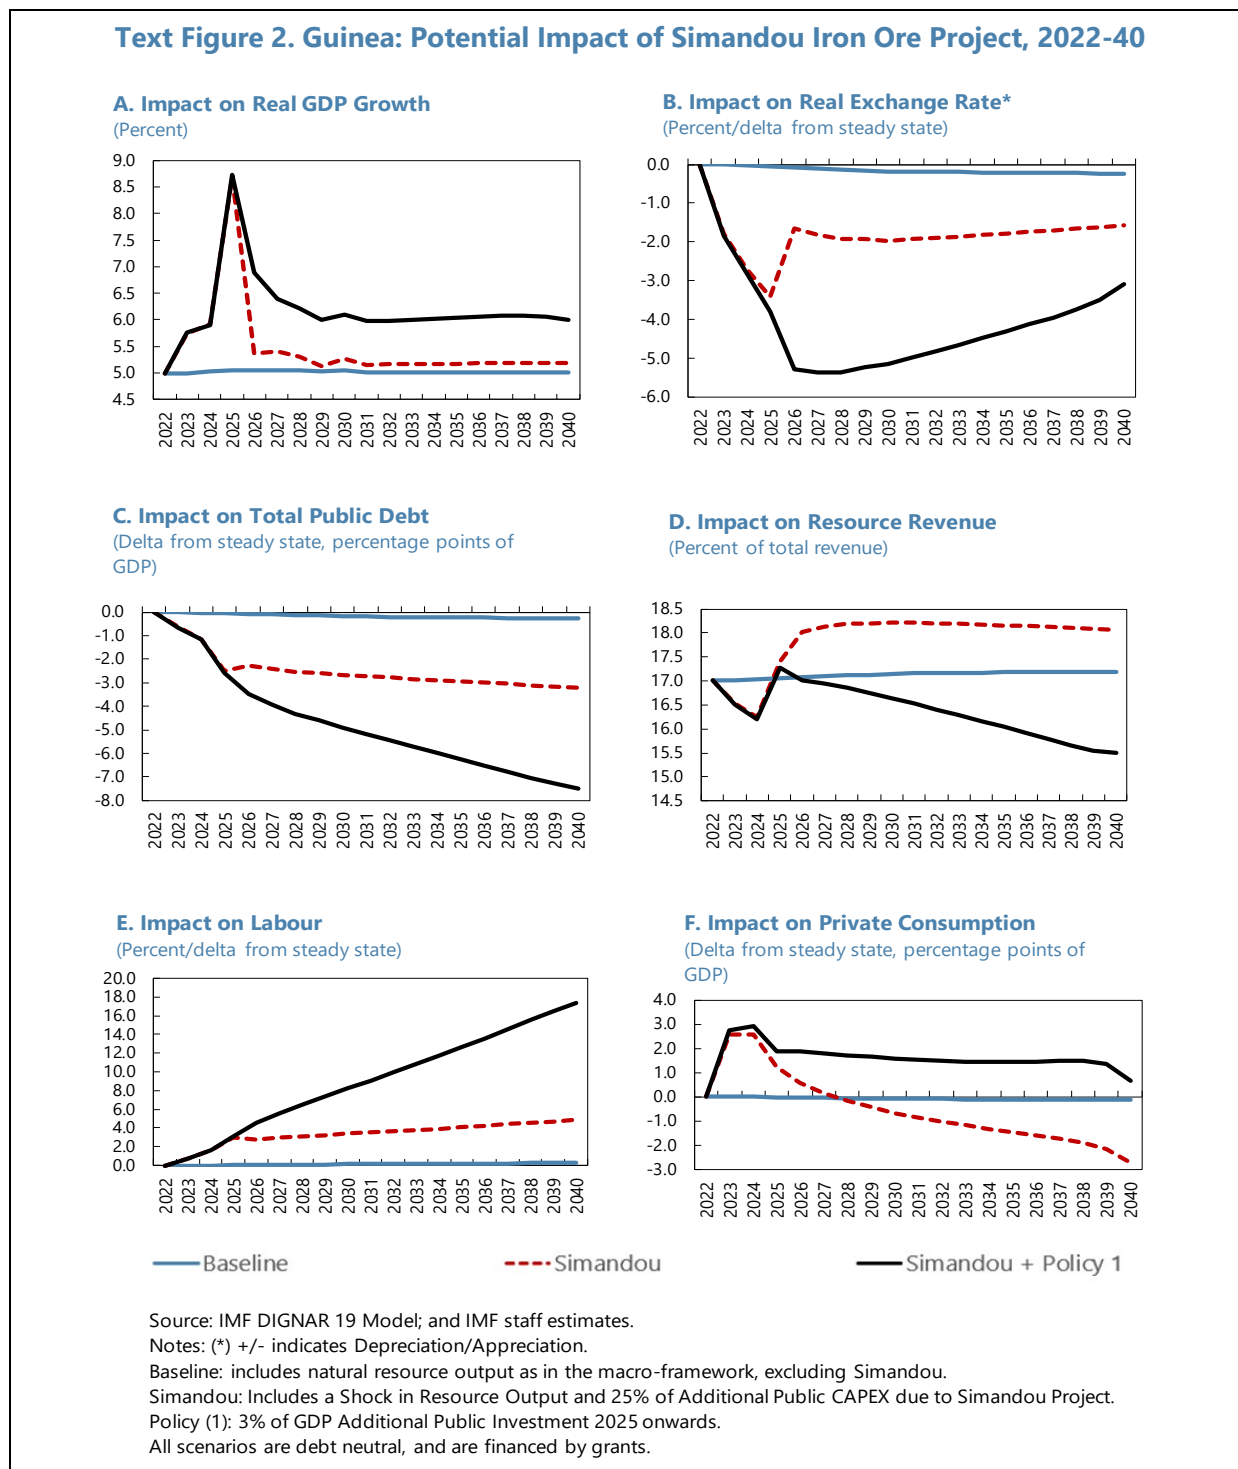 Text Figure 2. Guinea: Potential Impact of Simandou Iron Ore Project, 2022-40
A. Impact on Real GDP Growth
(Percent)
9.0
8.5
8.0
7.5
7.0
6.5
6.0
5.5
5.0
4.5
2022 2023 2024 2025 2026 2027 2028 2029 2030 2031 2032 2033 2034 2035 2036 2037 2038 2039 2040
B. Impact on Real Exchange Rate*
(Percent/delta from steady state)
0.0
-1.0
-2.0
-3.0
-4.0
-5.0
-6.0
2022 2023 2024 2025 2026 2027 2028 2029 2030 2031 2032 2033 2034 2035 2036 2037 2038 2039 2040
C. Impact on Total Public Debt
(Delta from steady state, percentage points of
GDP)
0.0
-1.0
-2.0
-3.0
-4.0
-5.0
-6.0
-7.0
-8.0
2022 2023 2024 2025 2026 2027 2028 2029 2030 2031 2032 2033 2034 2035 2036 2037 2038 2039 2040
D. Impact on Resource Revenue
(Percent of total revenue)
18.5
18.0
17.5
17.0
16.5
16.0
15.5
15.0
14.5
2022 2023 2024 2025 2026 2027 2028 2029 2030 2031 2032 2033 2034 2035 2036 2037 2038 2039 2040
E. Impact on Labour
(Percent/delta from steady state)
20.0
18.0
16.0
14.0
12.0
10.0
8.0
6.0
4.0
2.0
0.0
2022 2023 2024 2025 2026 2027 2028 2029 2030 2031 2032 2033 2034 2035 2036 2037 2038 2039 2040
F. Impact on Private Consumption
(Delta from steady state, percentage points of
GDP)
4.0
3.0
2.0
1.0
0.0
-1.0
-2.0
-3.0
2022 2023 2024 2025 2026 2027 2028 2029 2030 2031 2032 2033 2034 2035 2036 2037 2038 2039 2040
Baseline
Simandou
Simandou + Policy 1
Source: IMF DIGNAR 19 Model; and IMF staff estimates.
Notes: (*) +/- indicates Depreciation/Appreciation.
Baseline: includes natural resource output as in the macro-framework, excluding Simandou.
Simandou: Includes a Shock in Resource Output and 25% of Additional Public CAPEX due to Simandou Project.
Policy (1): 3% of GDP Additional Public Investment 2025 onwards.
All scenarios are debt neutral, and are financed by grants.